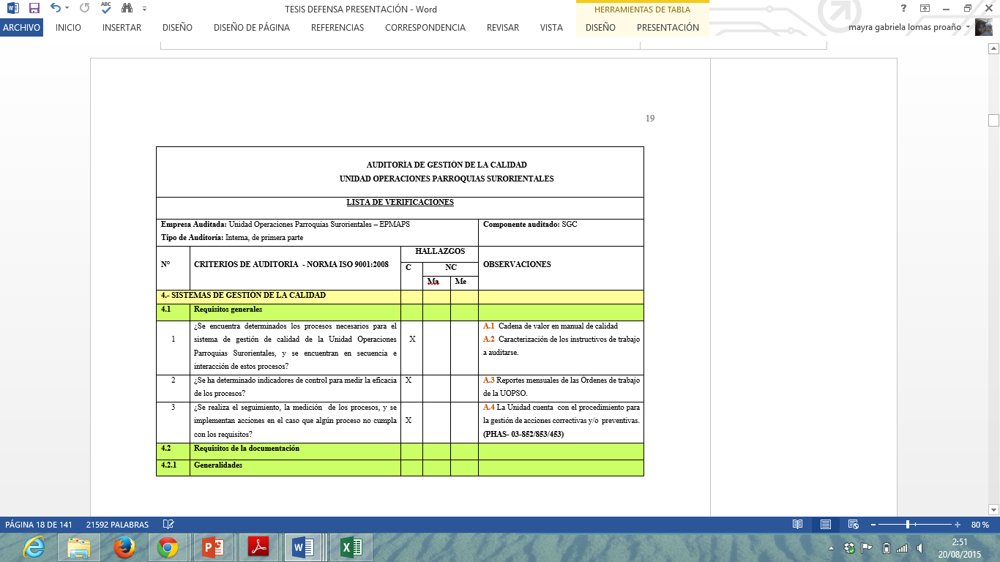 TESIS DEFENSA PRESENTACIÓN - Word
HERRAMIENTAS DE TABLA
ARCHIVO INICIO INSERTAR DISEÑO DISEÑO DE PÁGINA REFERENCIAS CORRESPONDENCIA REVISAR VISTA DISEÑO PRESENTACIÓN
mayra gabriela lomas proaño
19
AUDITORÍA DE GESTIÓN DE LA CALIDAD
UNIDAD OPERACIONES PARROQUIAS SURORIENTALES
LISTA DE VERIFICACIONES
Empresa Auditada: Unidad Operaciones Parroquias Surorientales – EPMAPS
Tipo de Auditoría: Interna, de primera parte
Componente auditado: SGC
N°
CRITERIOS DE AUDITORÍA - NORMA ISO 9001:2008
HALLAZGOS
C
NC
Ma
Me
OBSERVACIONES
4.- SISTEMAS DE GESTIÓN DE LA CALIDAD
4.1 Requisitos generales
1
¿Se encuentra determinados los procesos necesarios para el
sistema de gestión de calidad de la Unidad Operaciones
Parroquias Surorientales, y se encuentran en secuencia e
interacción de estos procesos?
X
A.1 Cadena de valor en manual de calidad
A.2 Caracterización de los instructivos de trabajo
a auditarse.
2
¿Se ha determinado indicadores de control para medir la eficacia
de los procesos?
X
A.3 Reportes mensuales de las Órdenes de trabajo
de la UOPSO.
3
¿Se realiza el seguimiento, la medición de los procesos, y se
implementan acciones en el caso que algún proceso no cumpla
con los requisitos?
X
A.4 La Unidad cuenta con el procedimiento para
la gestión de acciones correctivas y/o preventivas.
(PHAS- 03-852/853/453)
4.2 Requisitos de la documentación
4.2.1 Generalidades
PÁGINA 18 DE 141 21592 PALABRAS
80 %
2:51
20/08/2015